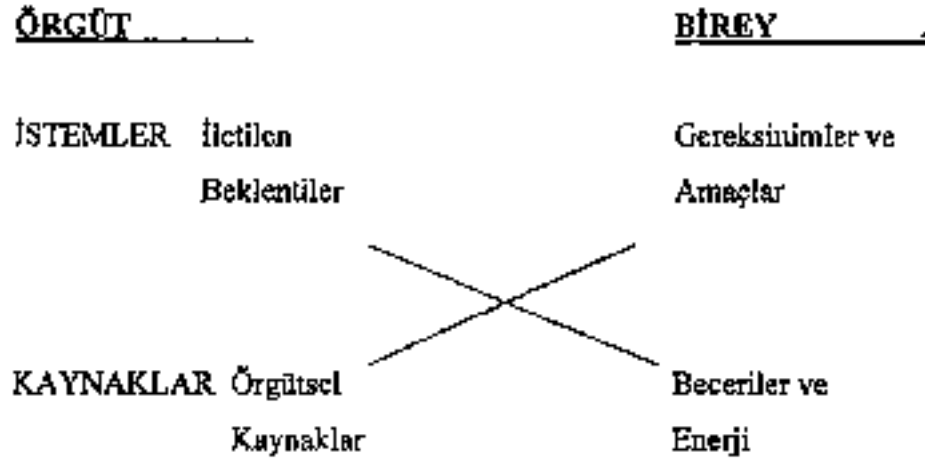 ÖRGÜT BİREY
İSTEMLER İletilen Gereksinimler ve
Beklentiler Amaçlar
KAYNAKLAR Örgütsel Beceriler ve
Kaynaklar Enerji